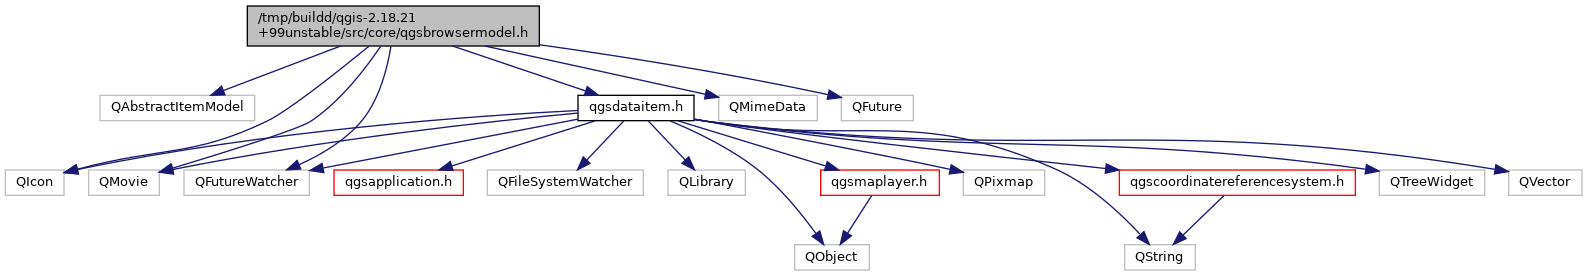 /tmp/buildd/qgis-2.18.21
+99unstable/src/core/qgsbrowsermodel.h
QAbstractItemModel
qgsdataitem.h
QMimeData
QFuture
QIcon
QMovie
QFutureWatcher
qgsapplication.h
QFileSystemWatcher
QLibrary
qgsmaplayer.h
QPixmap
qgscoordinatereferencesystem.h
QTreeWidget
QVector
QObject
QString